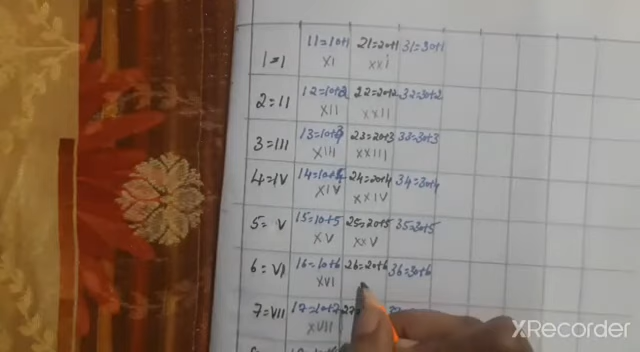 1=I 11=10+1 21=20+1 31=30+1
XI XXI
2=II 12=10+2 22=20+2 32=30+2
XII XXII
3=III 13=10+3 23=20+3 33=30+3
XIII XXIII
4=IV 14=10+4 24=20+4 34=30+4
XIV XXIV
5=V 15=10+5 25=20+5 35=30+5
XV XXV
6=VI 16=10+6 26=20+6 36=30+6
XVI
7=VII 17=10+7
XVII
XRecorder